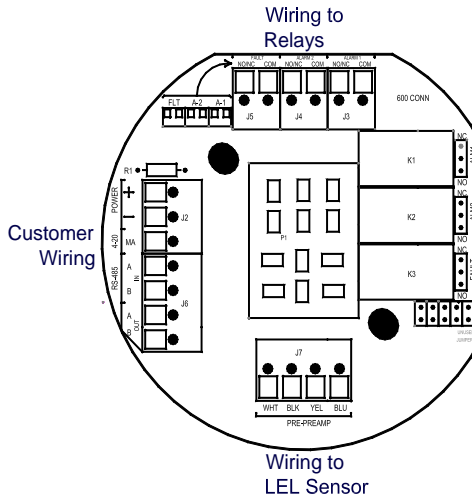 Wiring to
Relays
FAULT ALARM 2 ALARM 1
NO/NC COM NO/NC COM NO/NC COM
FLT A-2 A-1
J5 J4 J3
600 CONN
R1
NC
K1
NO
POWER
+
−
J2
P1
NC
K2
NO
Customer
Wiring
4-20 MA
RS-485
A
IN
B
J6
A
OUT
B
NC
K3
NO
J7
WHT BLK YEL BLU
PRE-PREAMP
Wiring to
LEL Sensor